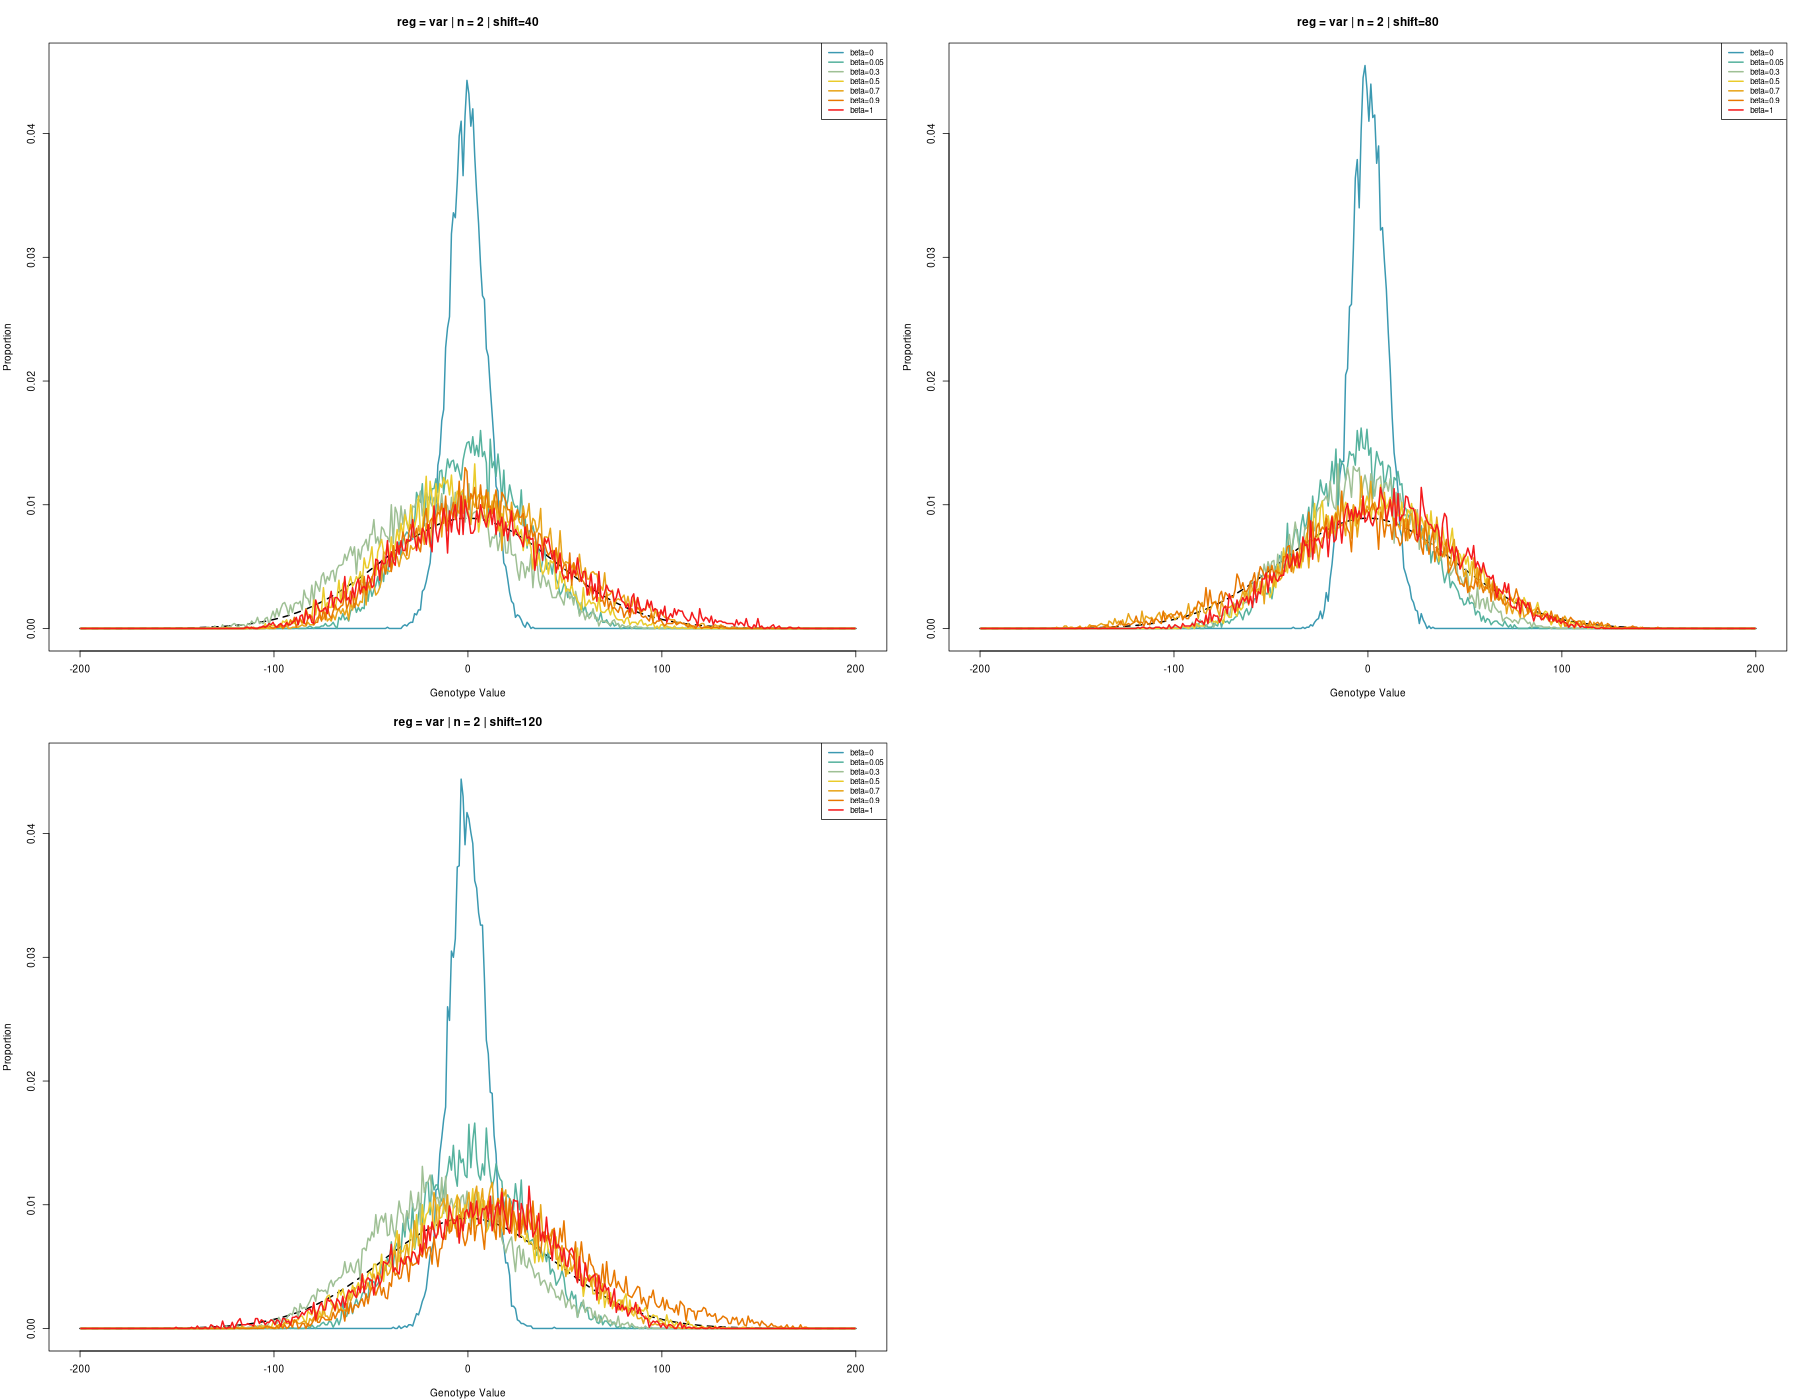 reg = var | n = 2 | shift=40
beta=0
beta=0.05
beta=0.3
beta=0.5
beta=0.7
beta=0.9
beta=1
Proportion
0.04
0.03
0.02
0.01
0.00
-200 -100 0 100 200
Genotype Value
reg = var | n = 2 | shift=80
beta=0
beta=0.05
beta=0.3
beta=0.5
beta=0.7
beta=0.9
beta=1
Proportion
0.04
0.03
0.02
0.01
0.00
-200 -100 0 100 200
Genotype Value
reg = var | n = 2 | shift=120
beta=0
beta=0.05
beta=0.3
beta=0.5
beta=0.7
beta=0.9
beta=1
Proportion
0.04
0.03
0.02
0.01
0.00
-200 -100 0 100 200
Genotype Value